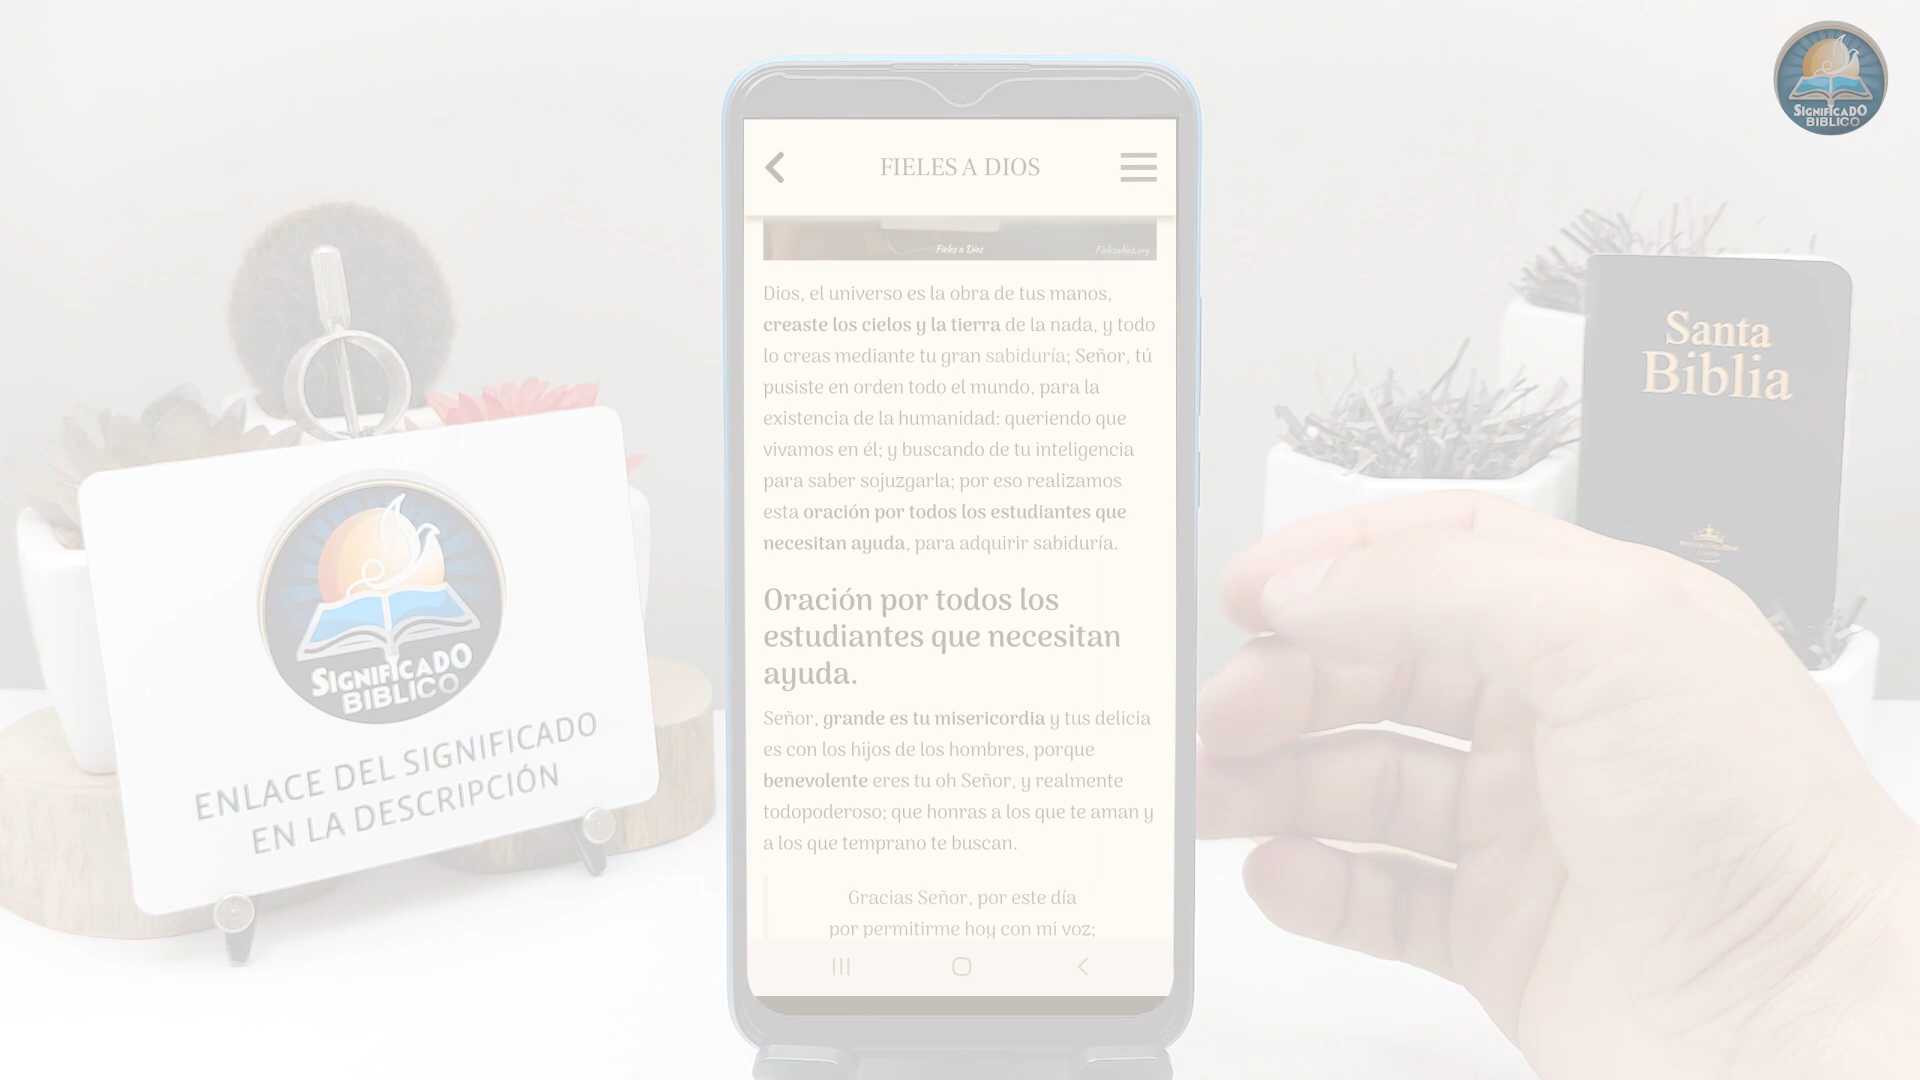 SIGNIFICADO
BIBLICO
FIELES A DIOS
Fieles a Dios
Fielesadios.org
Dios, el universo es la obra de tus manos,
creaste los cielos y la tierra de la nada, y todo
lo creas mediante tu gran sabiduría; Señor, tú
pusiste en orden todo el mundo, para la
existencia de la humanidad: queriendo que
vivamos en él; y buscando de tu inteligencia
para saber sojuzgarla; por eso realizamos
esta oración por todos los estudiantes que
necesitan ayuda, para adquirir sabiduría.
Oración por todos los
estudiantes que necesitan
ayuda.
Señor, grande es tu misericordia y tus delicia
es con los hijos de los hombres, porque
benevolente eres tu oh Señor, y realmente
todopoderoso; que honras a los que te aman y
a los que temprano te buscan.
Gracias Señor, por este día
por permitirme hoy con mi voz;
SIGNIFICADO
BIBLICO
ENLACE DEL SIGNIFICADO
EN LA DESCRIPCIÓN
Santa
Biblia